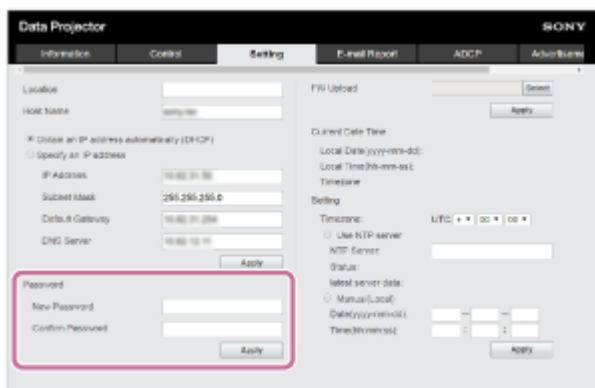 Data Projector
SONY
Information Control Setting E-mail Report ADCP Advertiseme
Location
Host Name
Obtain an IP address automatically (DHCP)
Specify an IP address
IP Address
Subnet Mask 255.255.255.0
Default Gateway
DNS Server
Apply
Password
New Password
Confirm Password
Apply
FW Upload Select
Apply
Current Date Time
Local Date(yyyy-mm-dd):
Local Time(hh-mm-ss):
Timezone
Setting
Timezone: UTC + 00 00
Use NTP server
NTP Server:
Status:
latest server data:
Manual(Local)
Date(yyyy-mm-dd): — —
Time(hh:mm:ss): : :
Apply